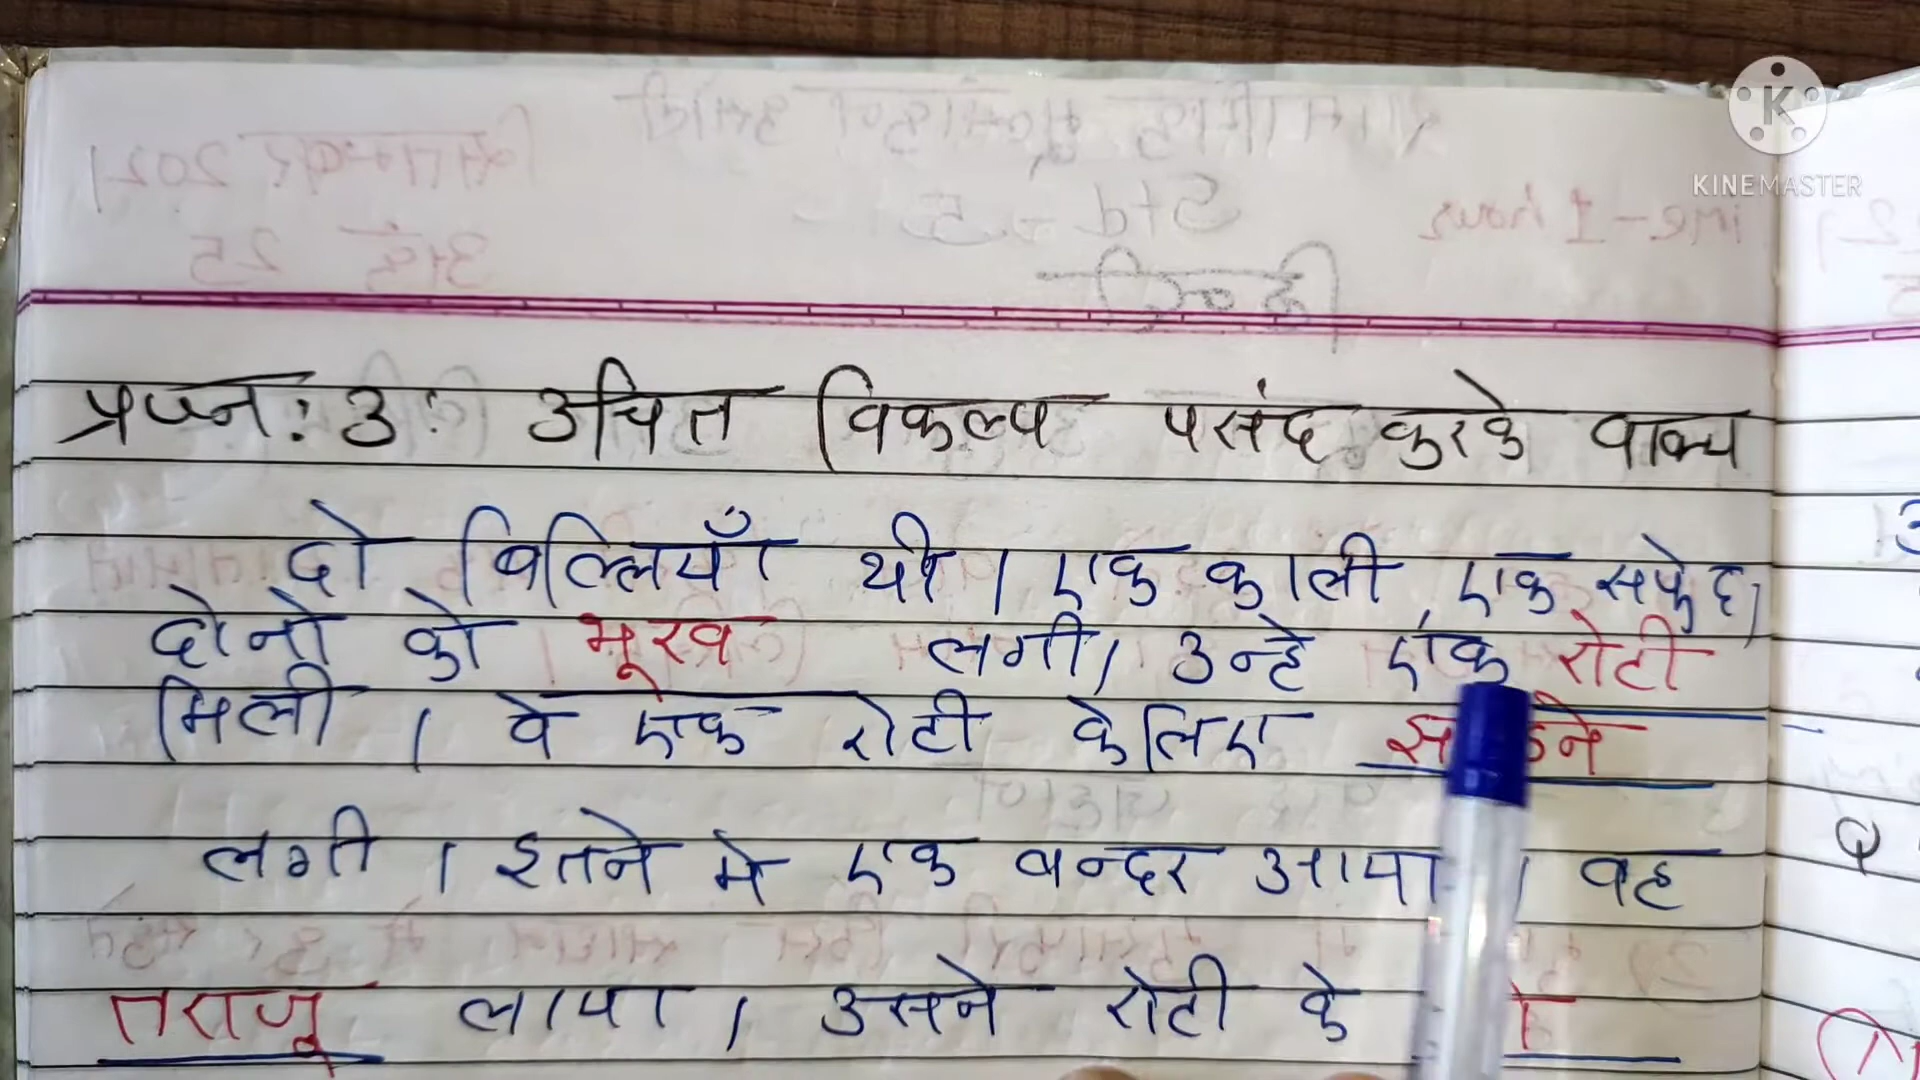 KINEMASTER
प्रश्न: 3: उचित विकल्प पसंद करके वाक्य
दो बिल्लियाँ थी। एक काली, एक सफेद।
दोनो को भूख लगी। उन्हे एक रोटी
मिली। वे एक रोटी के लिए
लगी। इतने मे एक बन्दर आया। वह
तराजू लाया। उसने रोटी के